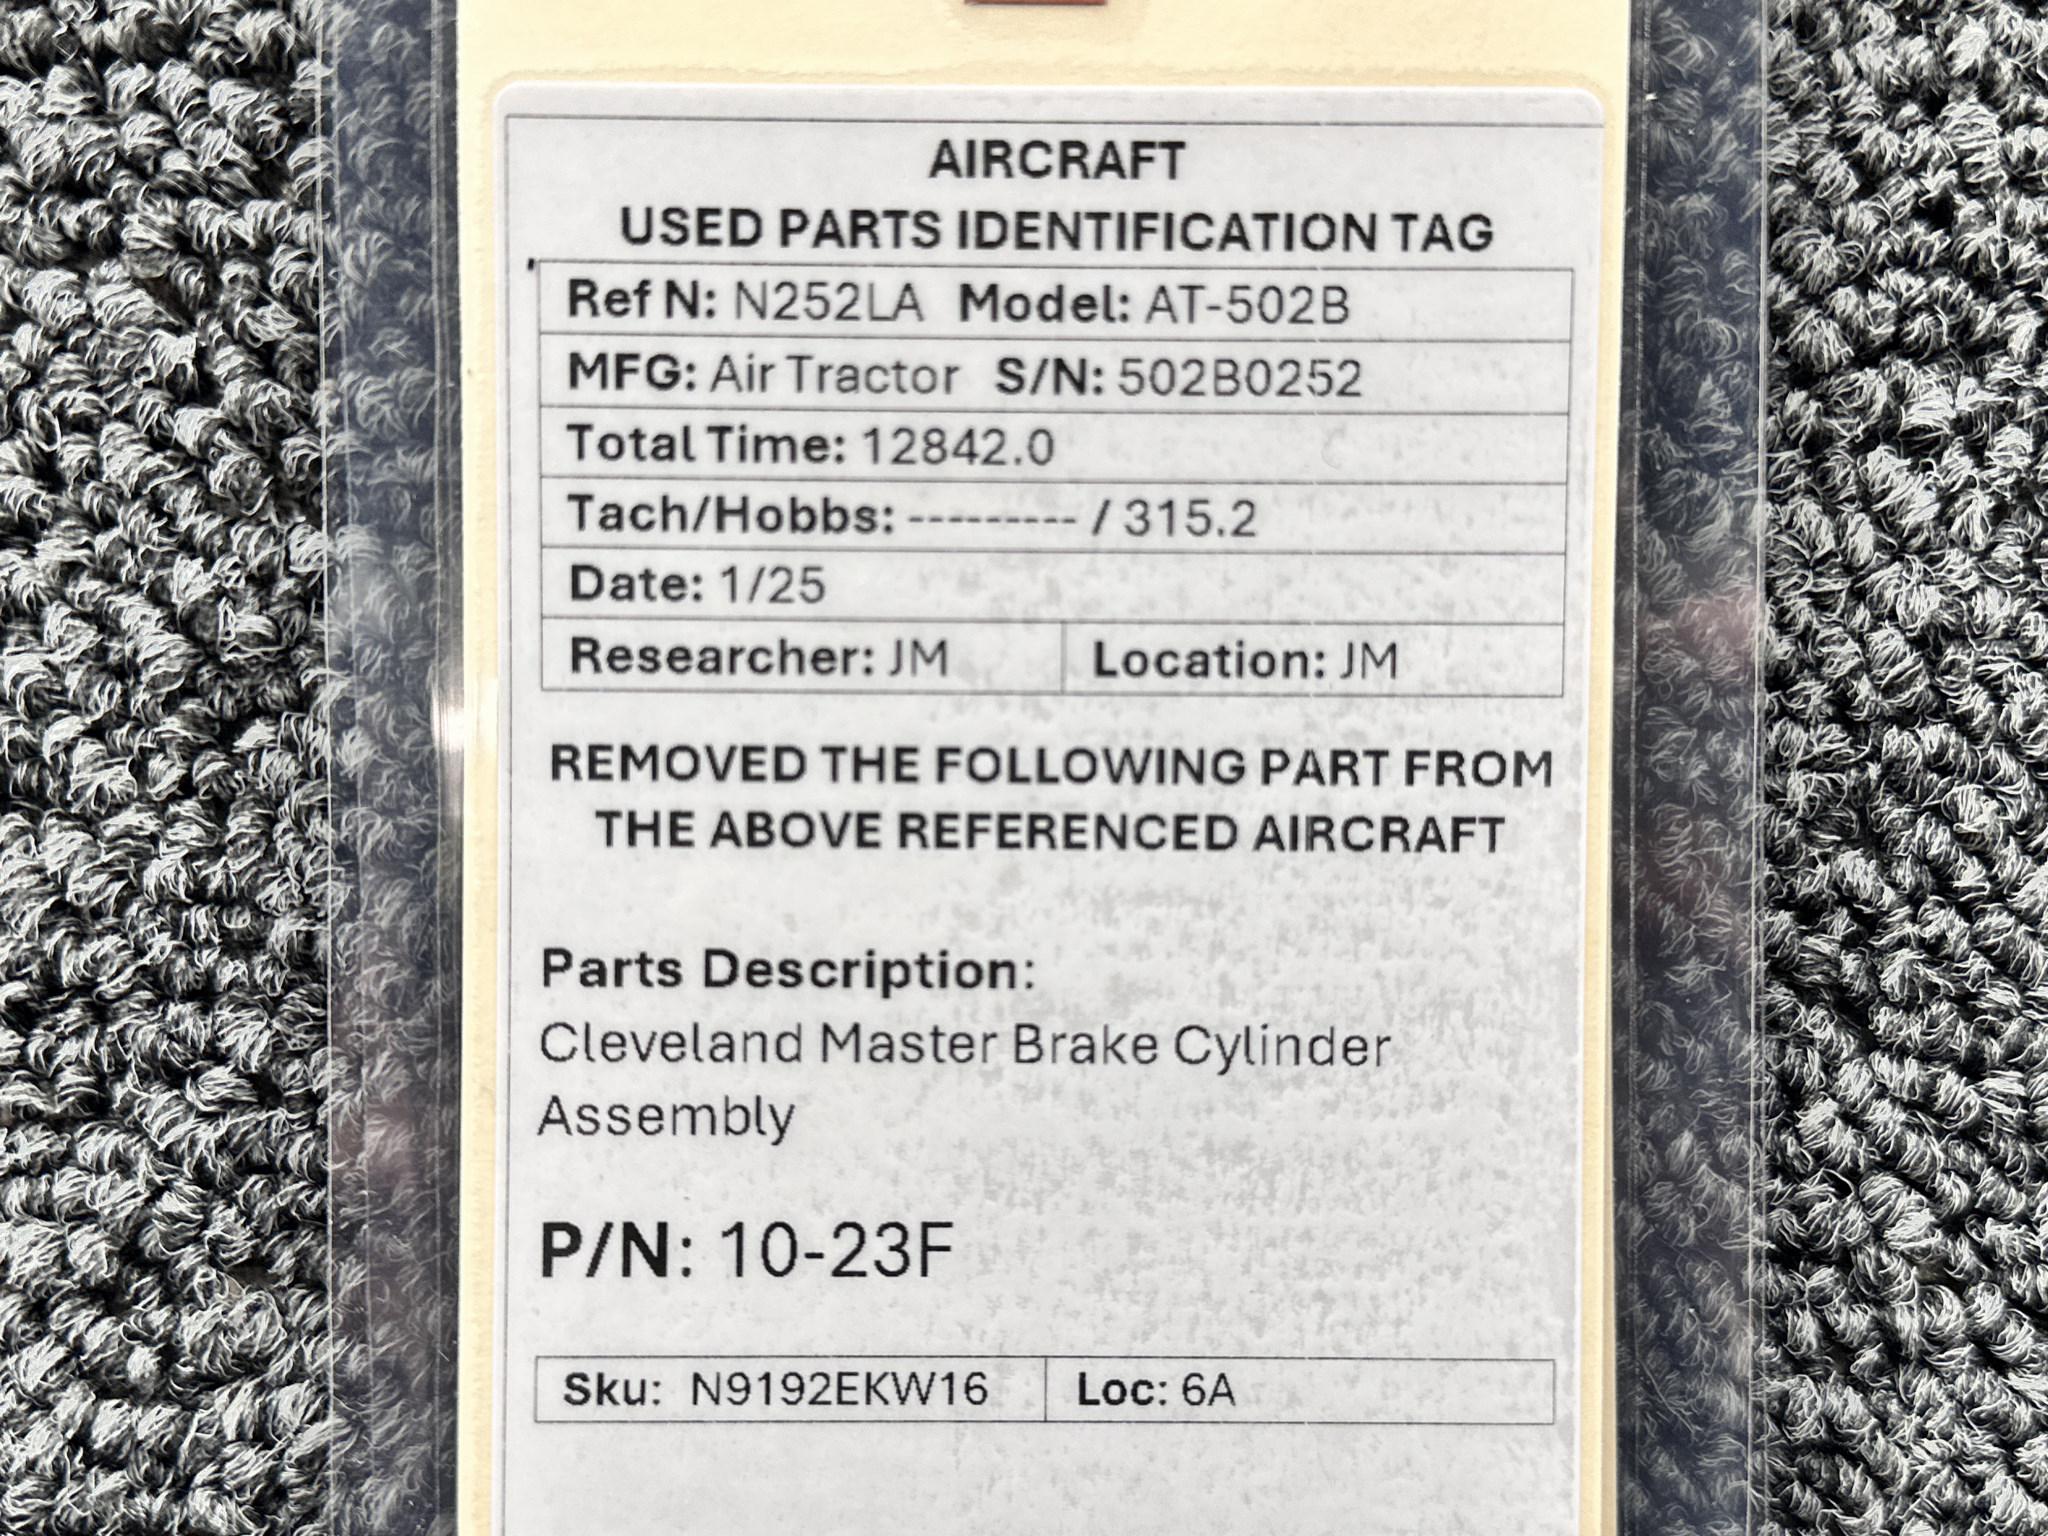 AIRCRAFT
USED PARTS IDENTIFICATION TAG
Ref N: N252LA Model: AT-502B
MFG: Air Tractor S/N: 502B0252
Total Time: 12842.0
Tach/Hobbs: --------- / 315.2
Date: 1/25
Researcher: JM Location: JM
REMOVED THE FOLLOWING PART FROM
THE ABOVE REFERENCED AIRCRAFT
Parts Description:
Cleveland Master Brake Cylinder
Assembly
P/N: 10-23F
Sku: N9192EKW16 Loc: 6A